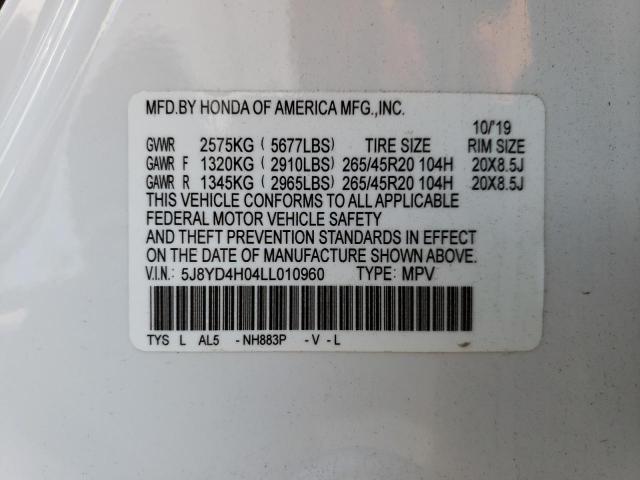 MFD.BY HONDA OF AMERICA MFG.,INC.
10/'19
GVWR 2575KG ( 5677LBS) TIRE SIZE RIM SIZE
GAWR F 1320KG ( 2910LBS) 265/45R20 104H 20X8.5J
GAWR R 1345KG ( 2965LBS) 265/45R20 104H 20X8.5J
THIS VEHICLE CONFORMS TO ALL APPLICABLE
FEDERAL MOTOR VEHICLE SAFETY
AND THEFT PREVENTION STANDARDS IN EFFECT ON
THE DATE OF MANUFACTURE SHOWN ABOVE.
V.I.N.: 5J8YD4H04LL010960 TYPE: MPV
TYS L AL5 -NH883P -V -L